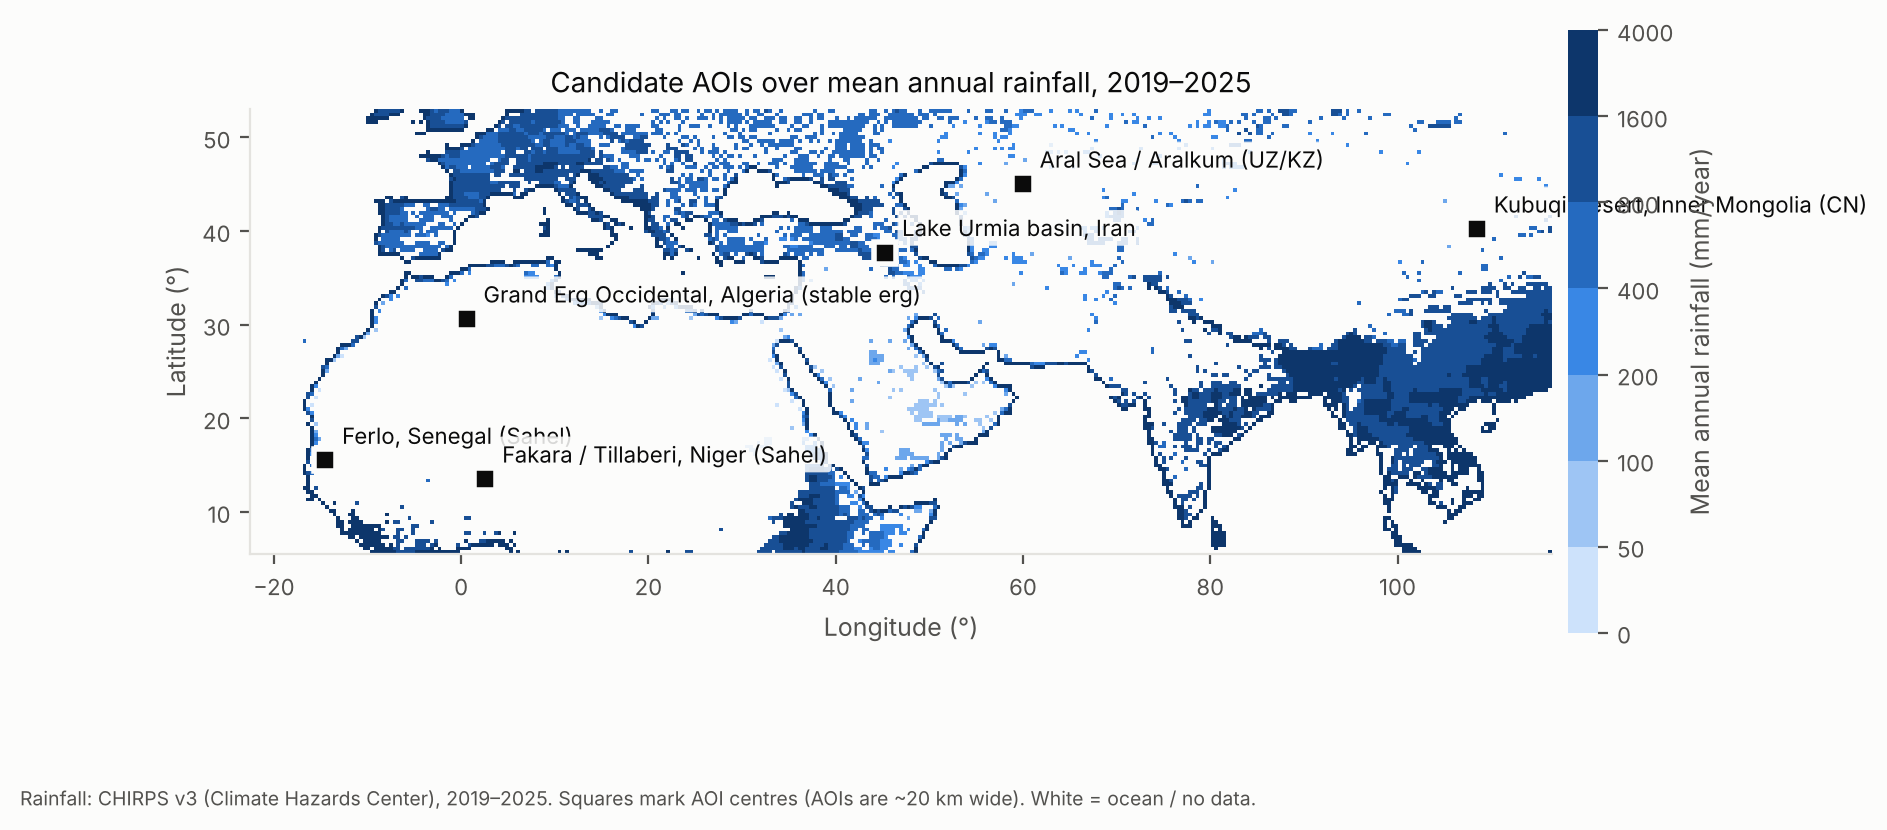 Candidate AOIs over mean annual rainfall, 2019–2025
4000
1600
800
400
200
100
50
0
Mean annual rainfall (mm/year)
50
40
30
20
10
Latitude (°)
Aral Sea / Aralkum (UZ/KZ)
Kubuqi Desert, Inner Mongolia (CN)
Lake Urmia basin, Iran
Grand Erg Occidental, Algeria (stable erg)
Ferlo, Senegal (Sahel)
Fakara / Tillaberi, Niger (Sahel)
−20
0
20
40
60
80
100
Longitude (°)
Rainfall: CHIRPS v3 (Climate Hazards Center), 2019–2025. Squares mark AOI centres (AOIs are ~20 km wide). White = ocean / no data.